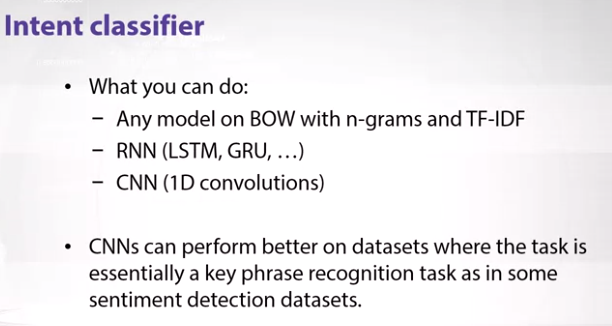 Intent classifier
• What you can do:
– Any model on BOW with n-grams and TF-IDF
– RNN (LSTM, GRU, …)
– CNN (1D convolutions)
• CNNs can perform better on datasets where the task is
essentially a key phrase recognition task as in some
sentiment detection datasets.